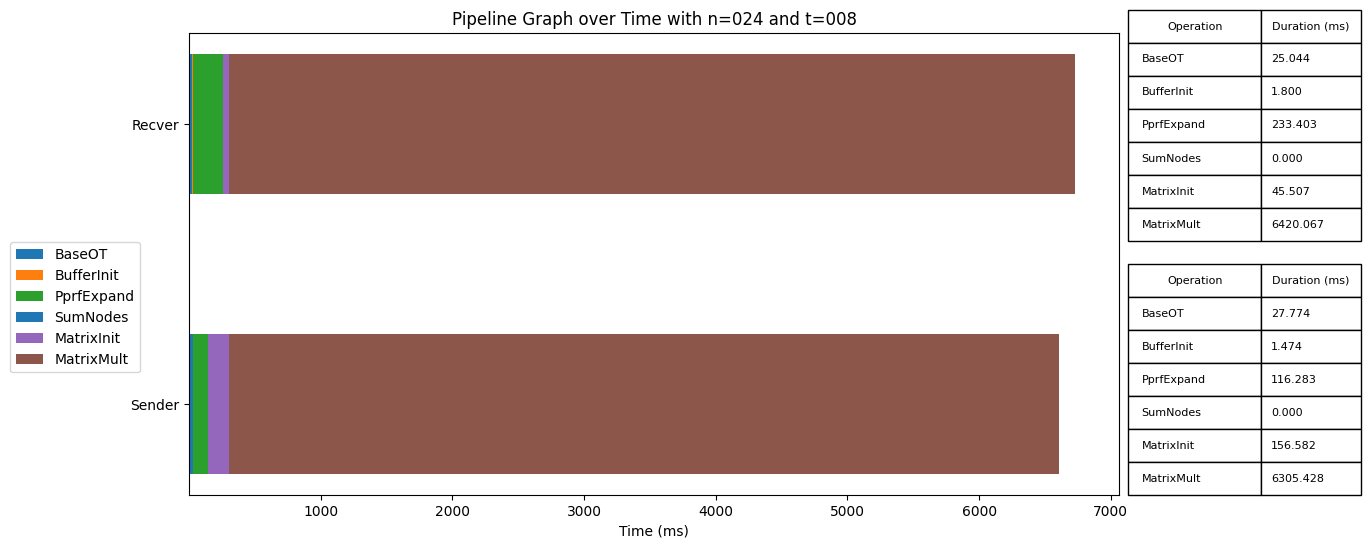 Pipeline Graph over Time with n=024 and t=008
Recver
Sender
BaseOT
BufferInit
PprfExpand
SumNodes
MatrixInit
MatrixMult
1000 2000 3000 4000 5000 6000 7000
Time (ms)
Operation Duration (ms)
BaseOT 25.044
BufferInit 1.800
PprfExpand 233.403
SumNodes 0.000
MatrixInit 45.507
MatrixMult 6420.067
Operation Duration (ms)
BaseOT 27.774
BufferInit 1.474
PprfExpand 116.283
SumNodes 0.000
MatrixInit 156.582
MatrixMult 6305.428